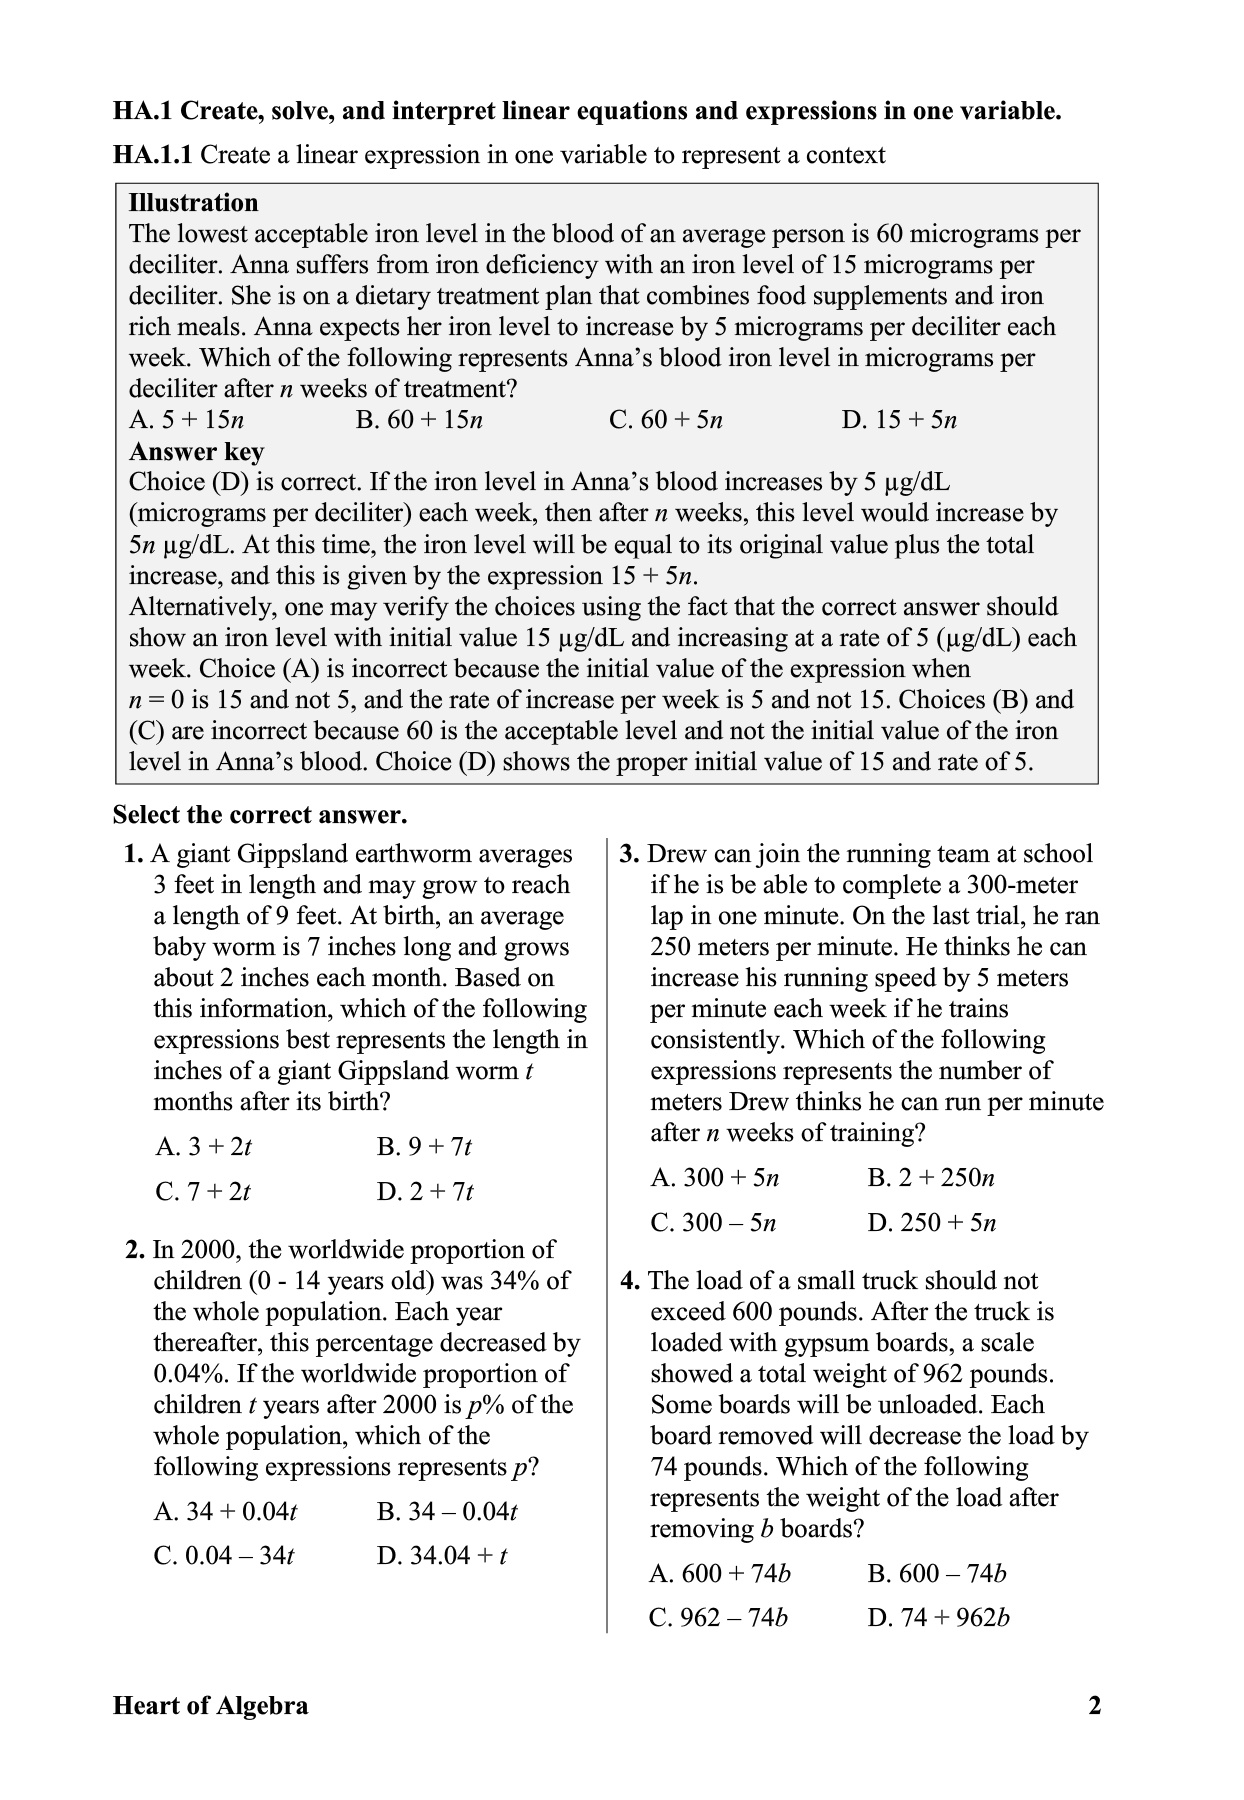 HA.1 Create, solve, and interpret linear equations and expressions in one variable.
HA.1.1 Create a linear expression in one variable to represent a context
Illustration
The lowest acceptable iron level in the blood of an average person is 60 micrograms per
deciliter. Anna suffers from iron deficiency with an iron level of 15 micrograms per
deciliter. She is on a dietary treatment plan that combines food supplements and iron
rich meals. Anna expects her iron level to increase by 5 micrograms per deciliter each
week. Which of the following represents Anna’s blood iron level in micrograms per
deciliter after n weeks of treatment?
A. 5 + 15n B. 60 + 15n C. 60 + 5n D. 15 + 5n
Answer key
Choice (D) is correct. If the iron level in Anna’s blood increases by 5 µg/dL
(micrograms per deciliter) each week, then after n weeks, this level would increase by
5n µg/dL. At this time, the iron level will be equal to its original value plus the total
increase, and this is given by the expression 15 + 5n.
Alternatively, one may verify the choices using the fact that the correct answer should
show an iron level with initial value 15 µg/dL and increasing at a rate of 5 (µg/dL) each
week. Choice (A) is incorrect because the initial value of the expression when
n = 0 is 15 and not 5, and the rate of increase per week is 5 and not 15. Choices (B) and
(C) are incorrect because 60 is the acceptable level and not the initial value of the iron
level in Anna’s blood. Choice (D) shows the proper initial value of 15 and rate of 5.
Select the correct answer.
1. A giant Gippsland earthworm averages
3 feet in length and may grow to reach
a length of 9 feet. At birth, an average
baby worm is 7 inches long and grows
about 2 inches each month. Based on
this information, which of the following
expressions best represents the length in
inches of a giant Gippsland worm t
months after its birth?
A. 3 + 2t B. 9 + 7t
C. 7 + 2t D. 2 + 7t
2. In 2000, the worldwide proportion of
children (0 - 14 years old) was 34% of
the whole population. Each year
thereafter, this percentage decreased by
0.04%. If the worldwide proportion of
children t years after 2000 is p% of the
whole population, which of the
following expressions represents p?
A. 34 + 0.04t B. 34 – 0.04t
C. 0.04 – 34t D. 34.04 + t
3. Drew can join the running team at school
if he is be able to complete a 300-meter
lap in one minute. On the last trial, he ran
250 meters per minute. He thinks he can
increase his running speed by 5 meters
per minute each week if he trains
consistently. Which of the following
expressions represents the number of
meters Drew thinks he can run per minute
after n weeks of training?
A. 300 + 5n B. 2 + 250n
C. 300 – 5n D. 250 + 5n
4. The load of a small truck should not
exceed 600 pounds. After the truck is
loaded with gypsum boards, a scale
showed a total weight of 962 pounds.
Some boards will be unloaded. Each
board removed will decrease the load by
74 pounds. Which of the following
represents the weight of the load after
removing b boards?
A. 600 + 74b B. 600 – 74b
C. 962 – 74b D. 74 + 962b
Heart of Algebra 2